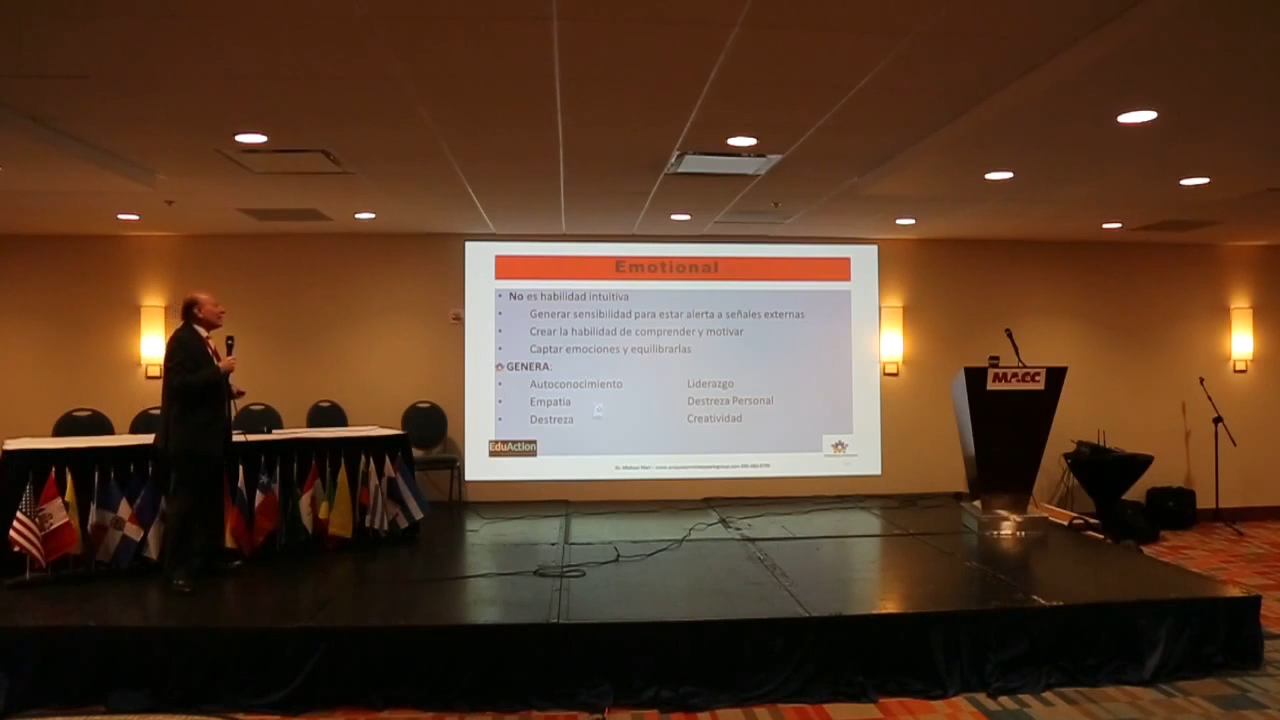 Emotional
• No es habilidad intuitiva
• Generar sensibilidad para estar alerta a señales externas
• Crear la habilidad de comprender y motivar
• Captar emociones y equilibrarlas
GENERA:
• Autoconocimiento Liderazgo
• Empatia Destreza Personal
• Destreza Creatividad
EduAction
MACC